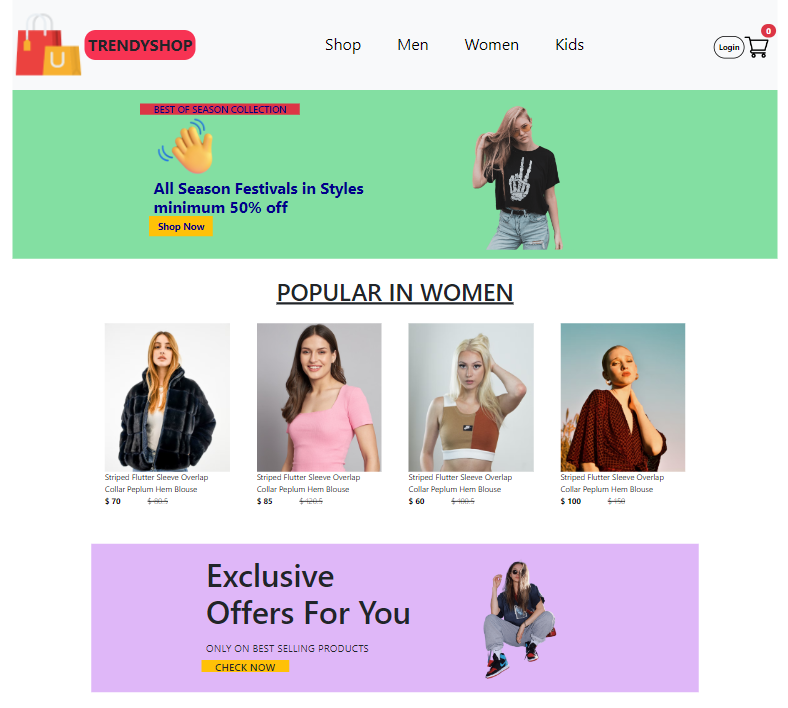 U
TRENDYSHOP
Shop
Men
Women
Kids
Login
0
BEST OF SEASON COLLECTION
All Season Festivals in Styles
minimum 50% off
Shop Now
POPULAR IN WOMEN
Striped Flutter Sleeve Overlap
Collar Peplum Hem Blouse
$ 70 $ 80.5
Striped Flutter Sleeve Overlap
Collar Peplum Hem Blouse
$ 85 $ 120.5
Striped Flutter Sleeve Overlap
Collar Peplum Hem Blouse
$ 60 $ 100.5
Striped Flutter Sleeve Overlap
Collar Peplum Hem Blouse
$ 100 $ 150
Exclusive
Offers For You
ONLY ON BEST SELLING PRODUCTS
CHECK NOW